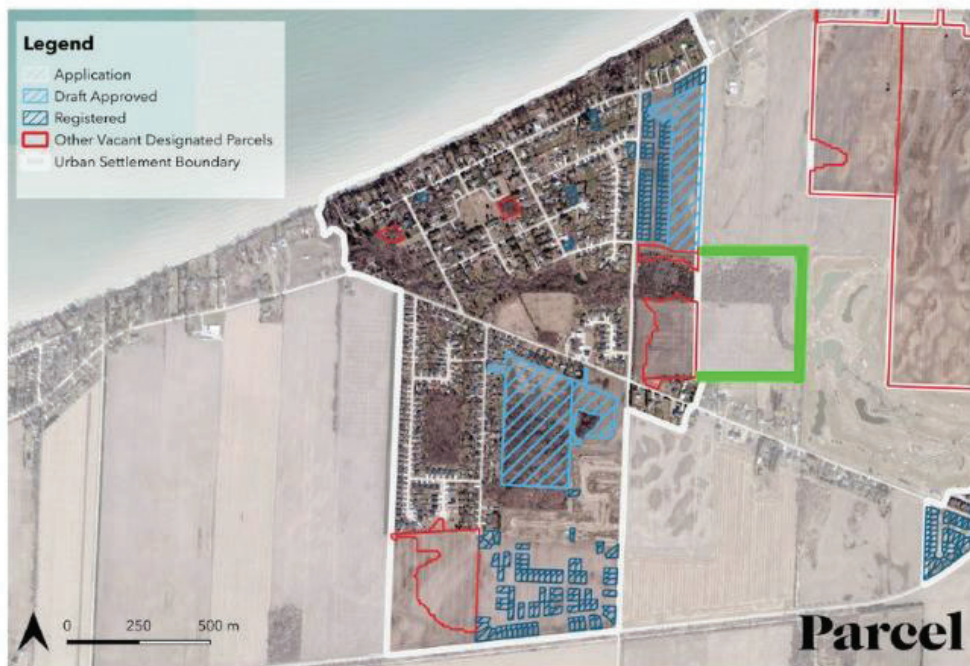 Legend
Application
Draft Approved
Registered
Other Vacant Designated Parcels
Urban Settlement Boundary
0 250 500 m
Parcel